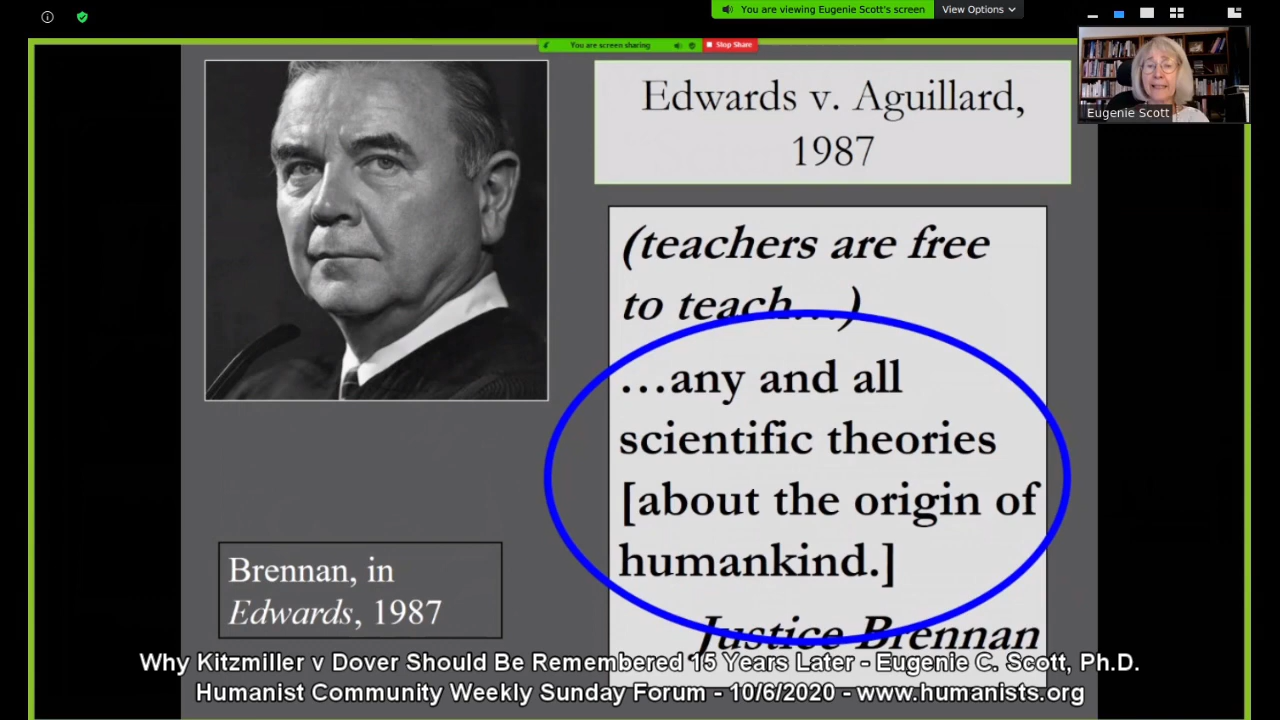 You are viewing Eugenie Scott's screen
View Options
You are screen sharing
Stop Share
Eugenie Scott
Edwards v. Aguillard,
1987
(teachers are free
to teach…)
…any and all
scientific theories
[about the origin of
humankind.]
Justice Brennan
Brennan, in
Edwards, 1987
Why Kitzmiller v Dover Should Be Remembered 15 Years Later - Eugenie C. Scott, Ph.D.
Humanist Community Weekly Sunday Forum - 10/6/2020 - www.humanists.org